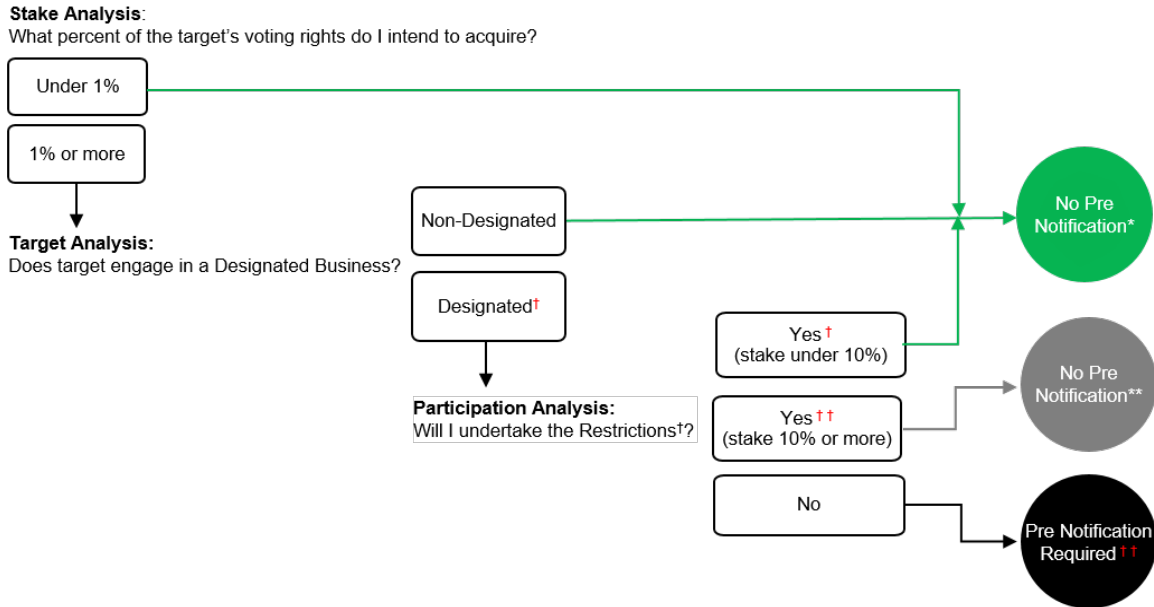 Stake Analysis:
What percent of the target’s voting rights do I intend to acquire?
Under 1%
1% or more
Target Analysis:
Does target engage in a Designated Business?
Non-Designated
Designated†
Participation Analysis:
Will I undertake the Restrictions†?
Yes †
(stake under 10%)
Yes † †
(stake 10% or more)
No
No Pre
Notification*
No Pre
Notification**
Pre Notification
Required † †